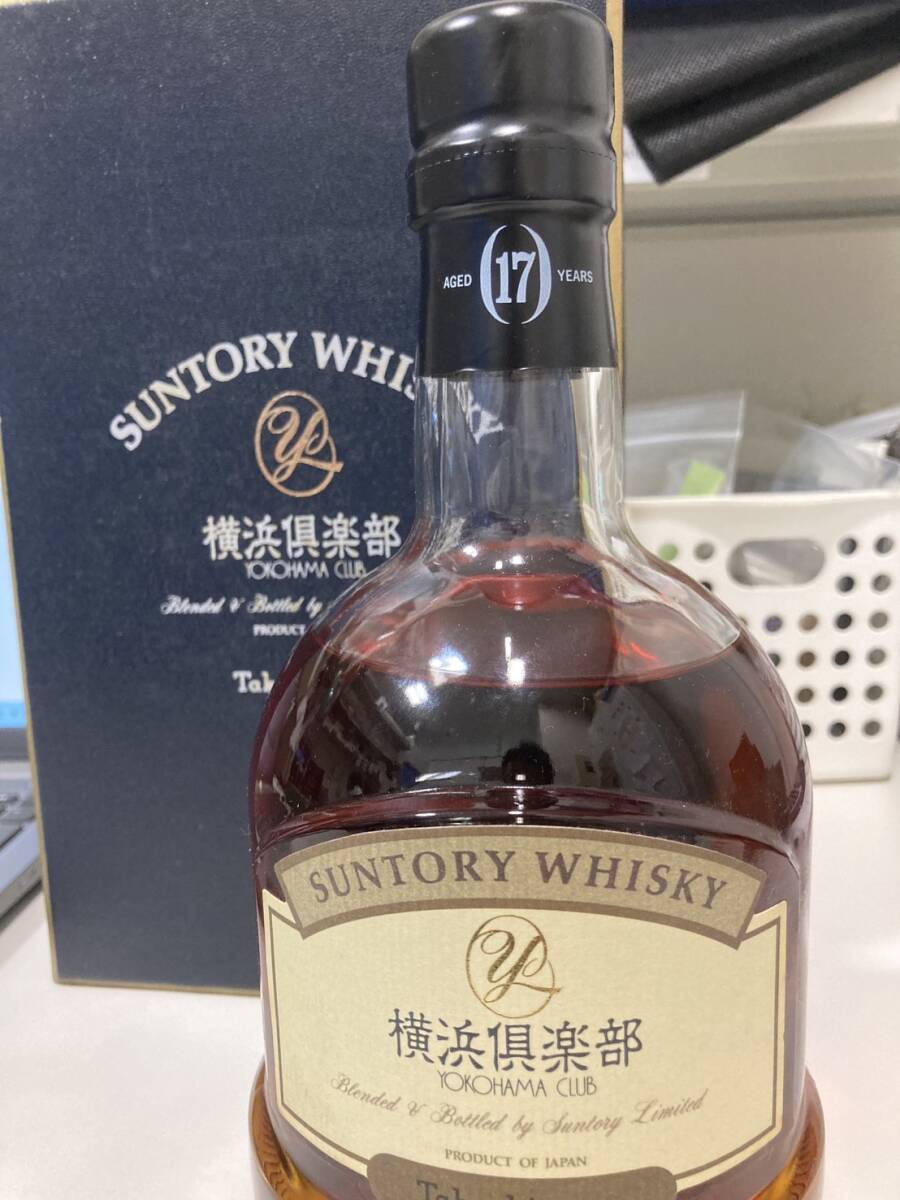 SUNTORY WHISKY
横浜倶楽部
YOKOHAMA CLUB
Blended & Bottled by
PRODUCT
AGED (17) YEARS
SUNTORY WHISKY
横浜倶楽部
YOKOHAMA CLUB
Blended & Bottled by Suntory Limited
PRODUCT OF JAPAN